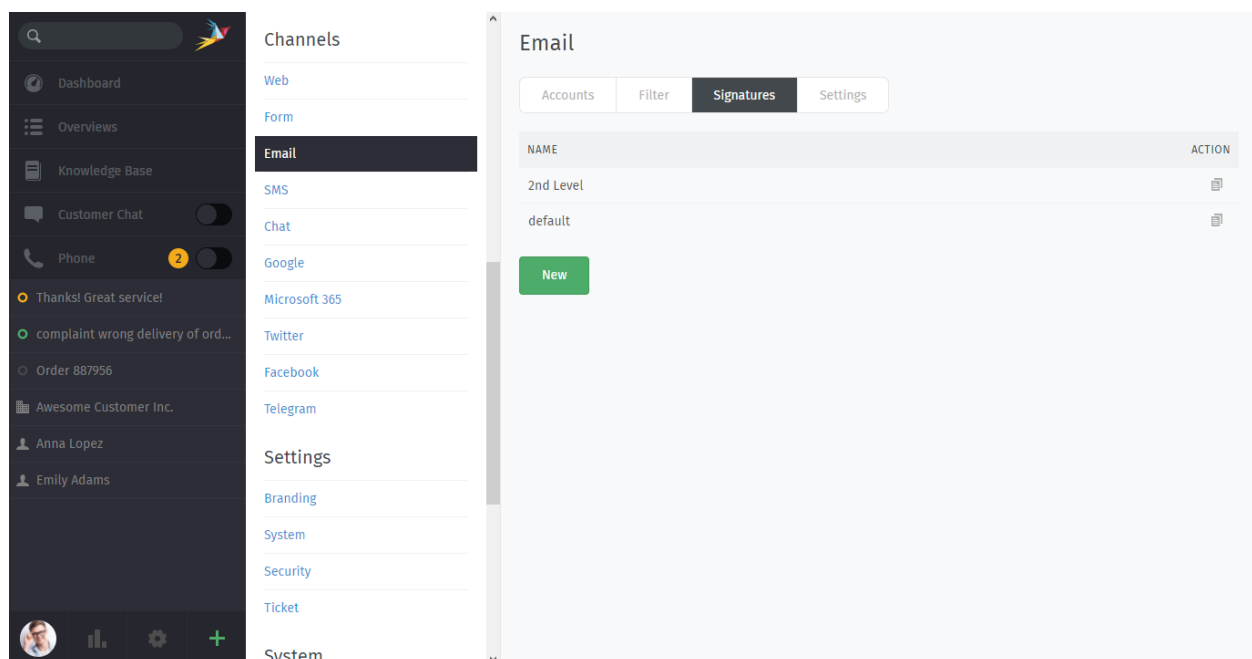 Dashboard
Overviews
Knowledge Base
Customer Chat
Phone 2
Thanks! Great service!
complaint wrong delivery of ord...
Order 887956
Awesome Customer Inc.
Anna Lopez
Emily Adams
Channels
Web
Form
Email
SMS
Chat
Google
Microsoft 365
Twitter
Facebook
Telegram
Settings
Branding
System
Security
Ticket
System
Email
Accounts Filter Signatures Settings
NAME ACTION
2nd Level
default
New